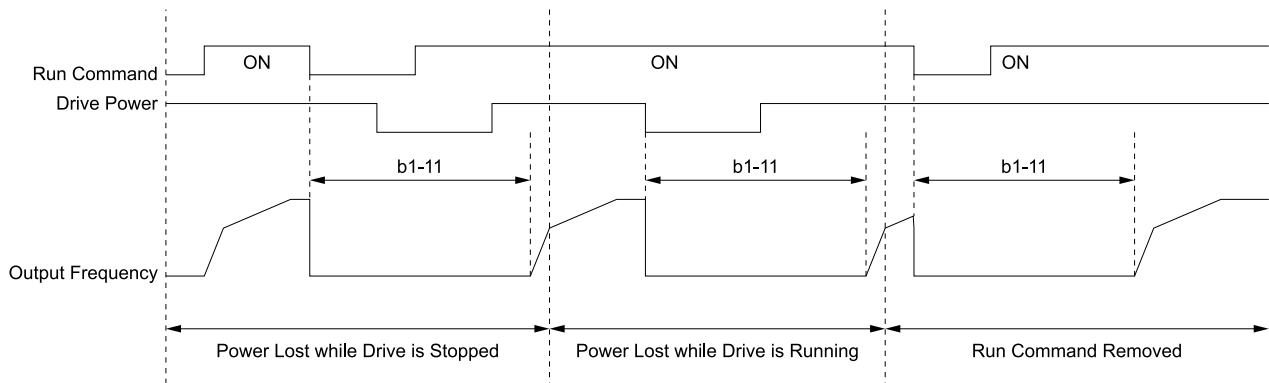 Run Command
ON
ON
ON
Drive Power
b1-11
b1-11
b1-11
Output Frequency
Power Lost while Drive is Stopped
Power Lost while Drive is Running
Run Command Removed